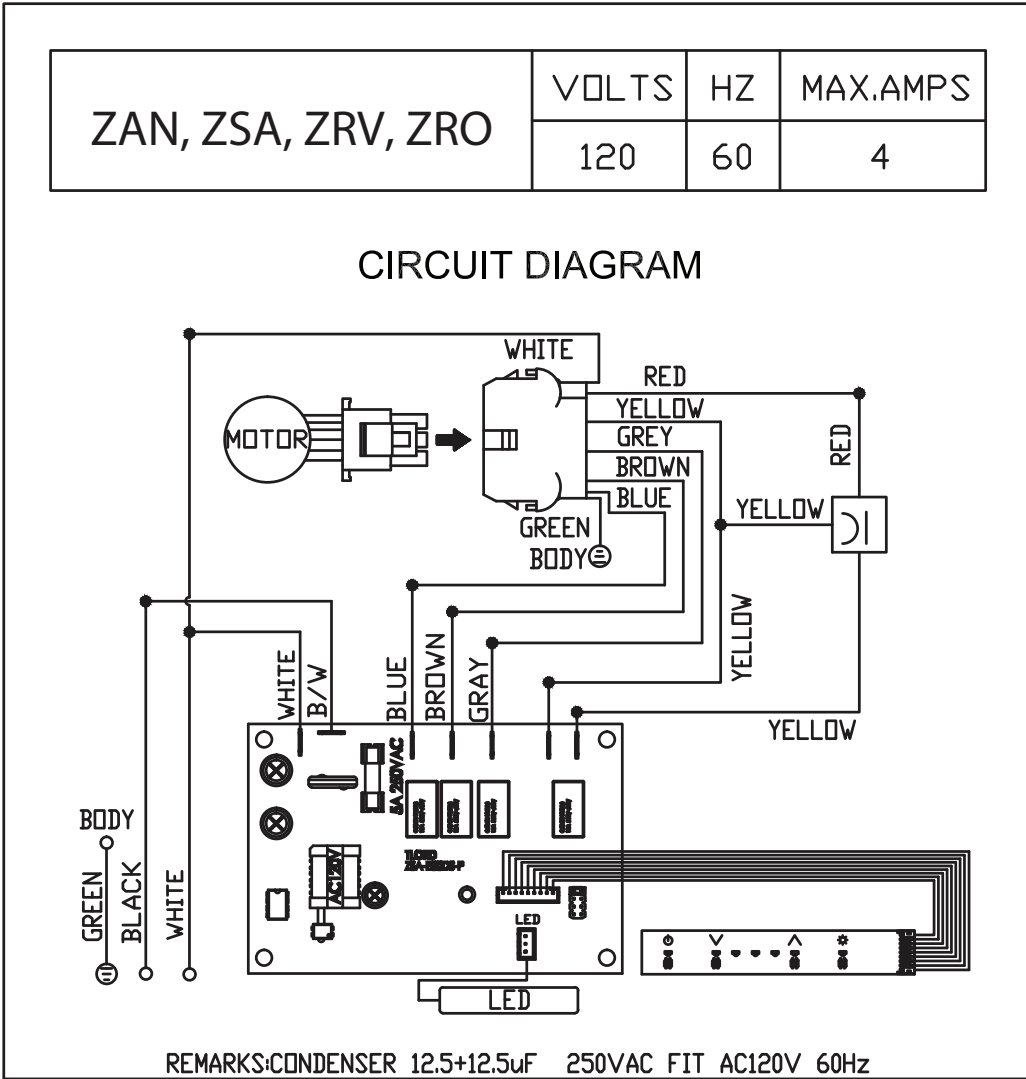 ZAN, ZSA, ZRV, ZRO
VOLTS HZ MAX.AMPS
120 60 4
CIRCUIT DIAGRAM
WHITE
RED
YELLOW
GREY
BROWN
BLUE
MOTOR
RED
YELLOW
GREEN
BODY
YELLOW
WHITE
B/W
BLUE
BROWN
GRAY
YELLOW
5A 250VAC
BODY
GREEN
BLACK
WHITE
AC120V
LED
LED
REMARKS:CONDENSER 12.5+12.5uF 250VAC FIT AC120V 60Hz